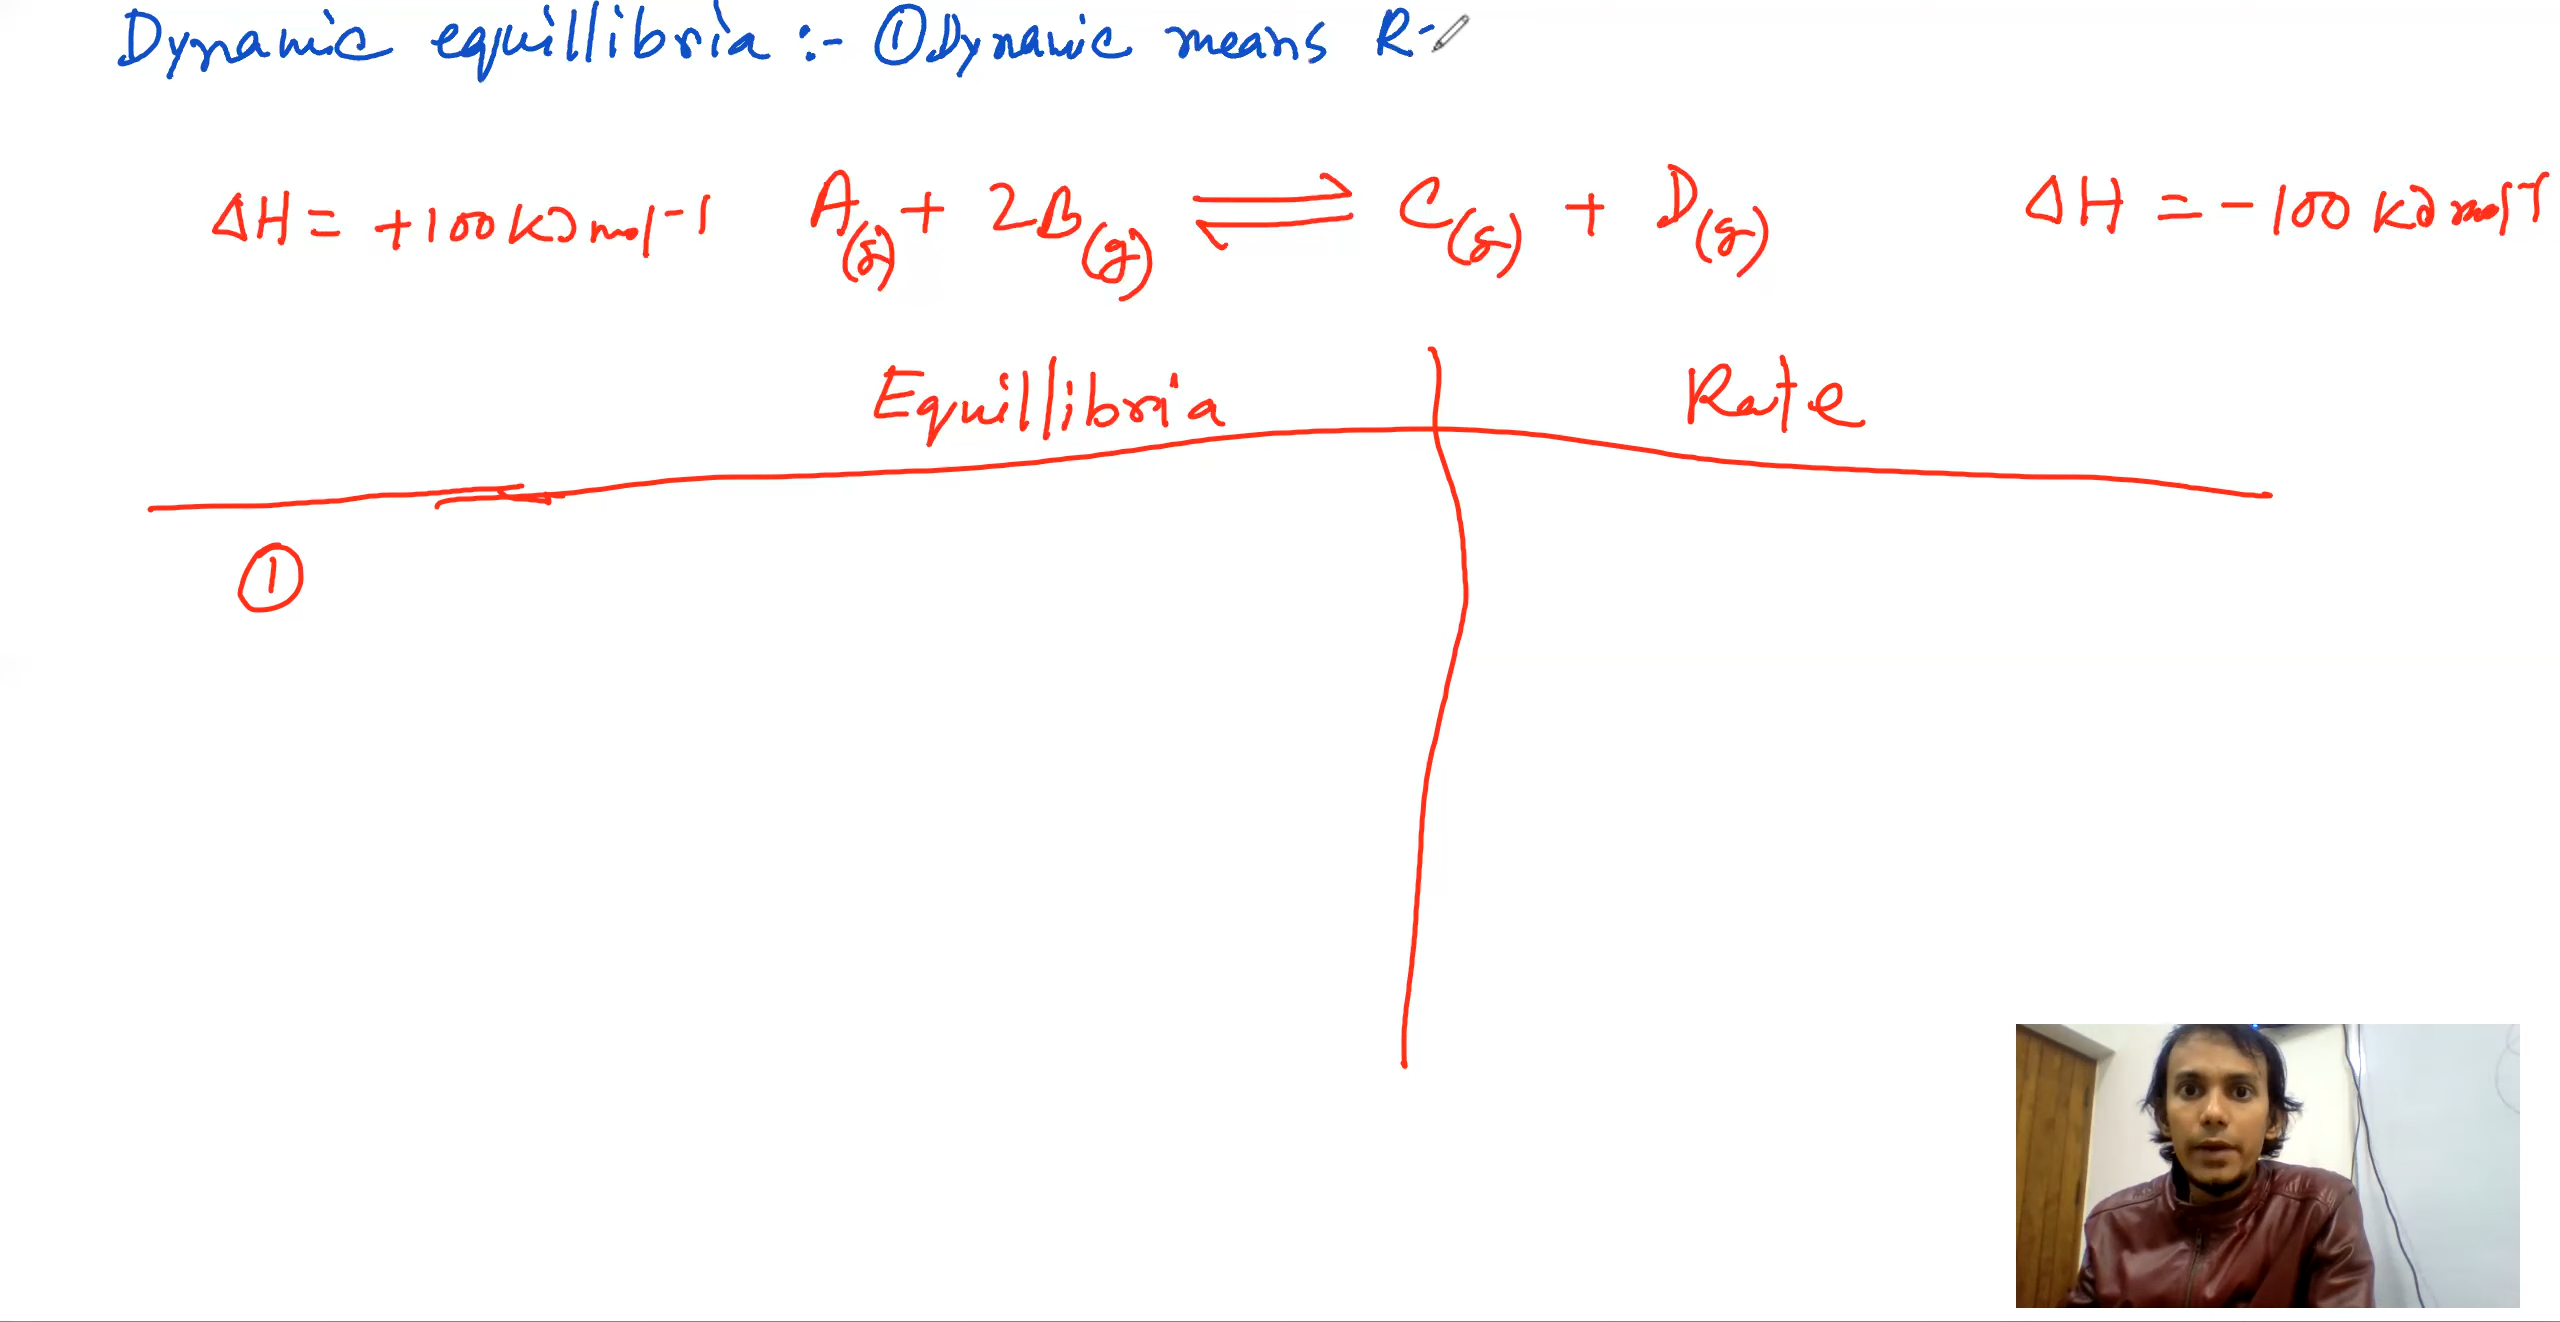 Dynamic equillibria :- ① Dynamic means R-
ΔH = +100 kJ mol-1 A(g) + 2B(g) ⇌ C(g) + D(g) ΔH = -100 kJ mol-1
Equillibria Rate
①